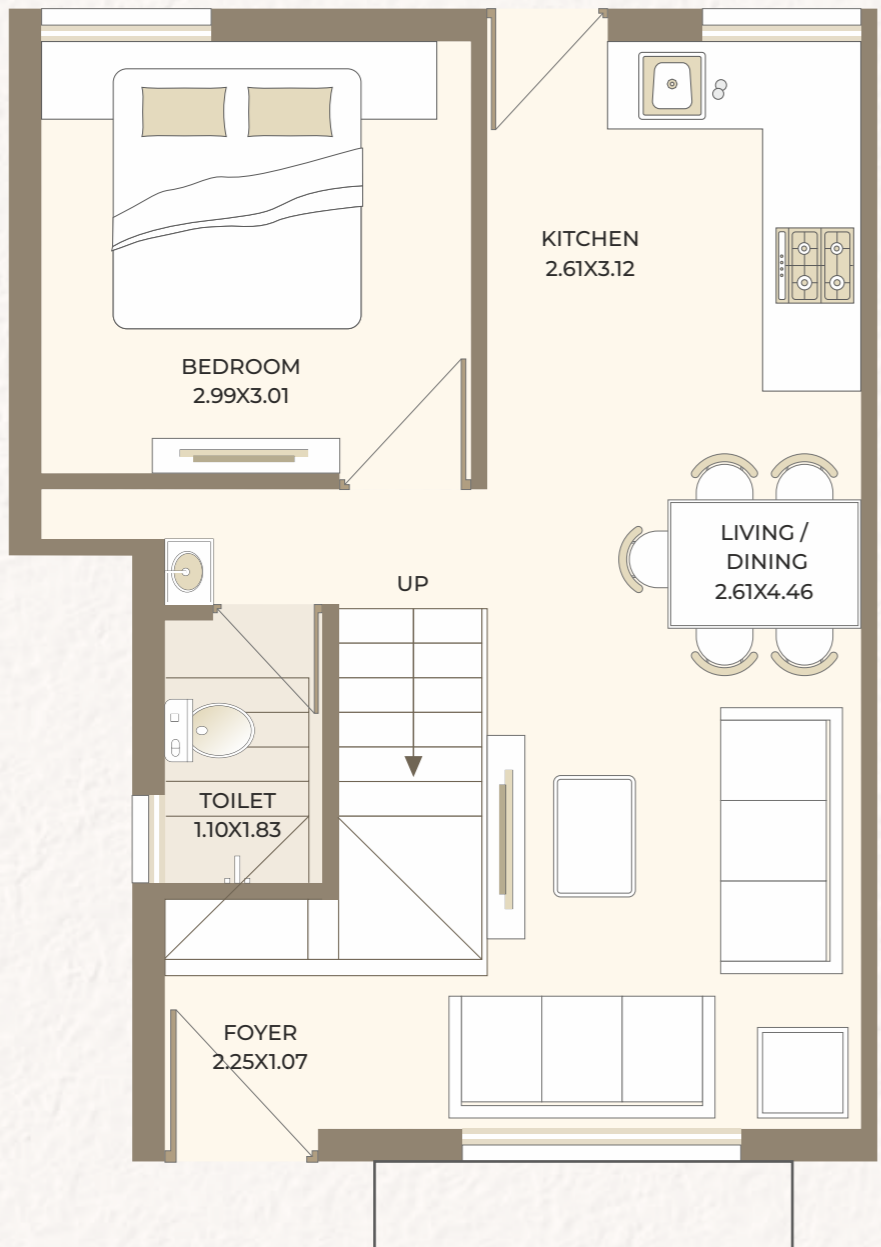 KITCHEN
2.61X3.12
BEDROOM
2.99X3.01
LIVING /
DINING
2.61X4.46
UP
TOILET
1.10X1.83
FOYER
2.25X1.07